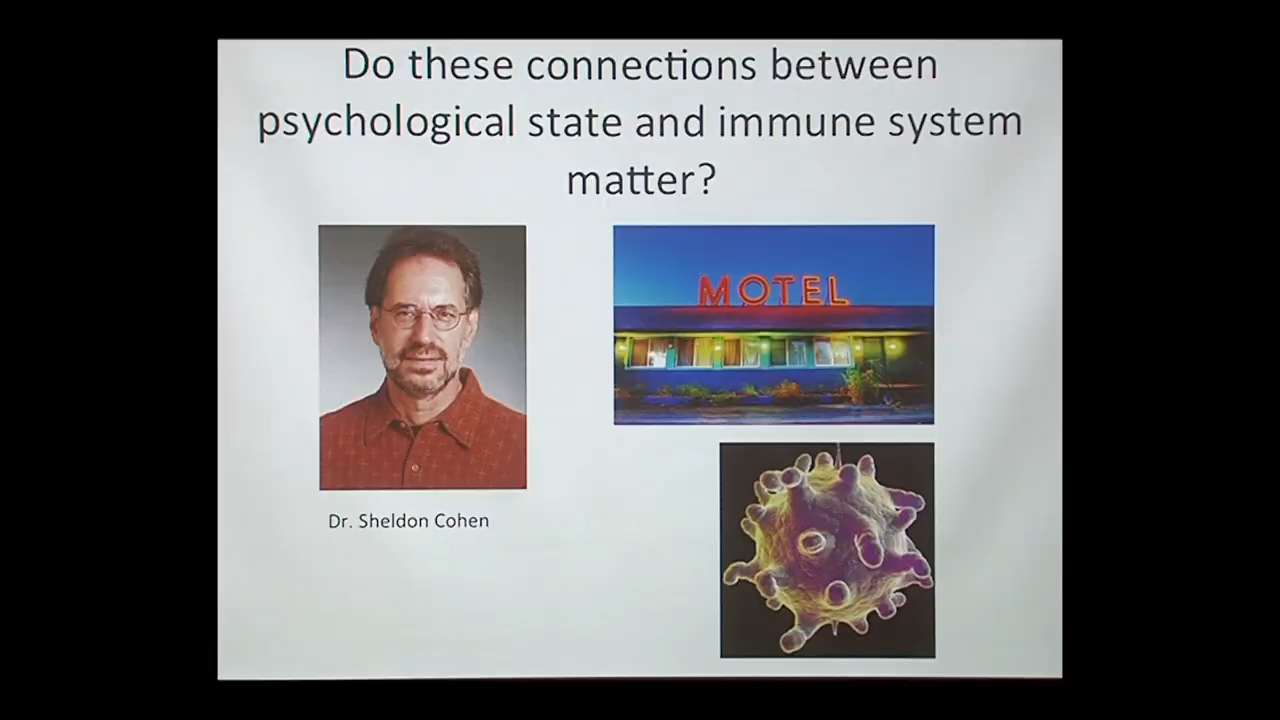 Do these connections between
psychological state and immune system
matter?
MOTEL
Dr. Sheldon Cohen